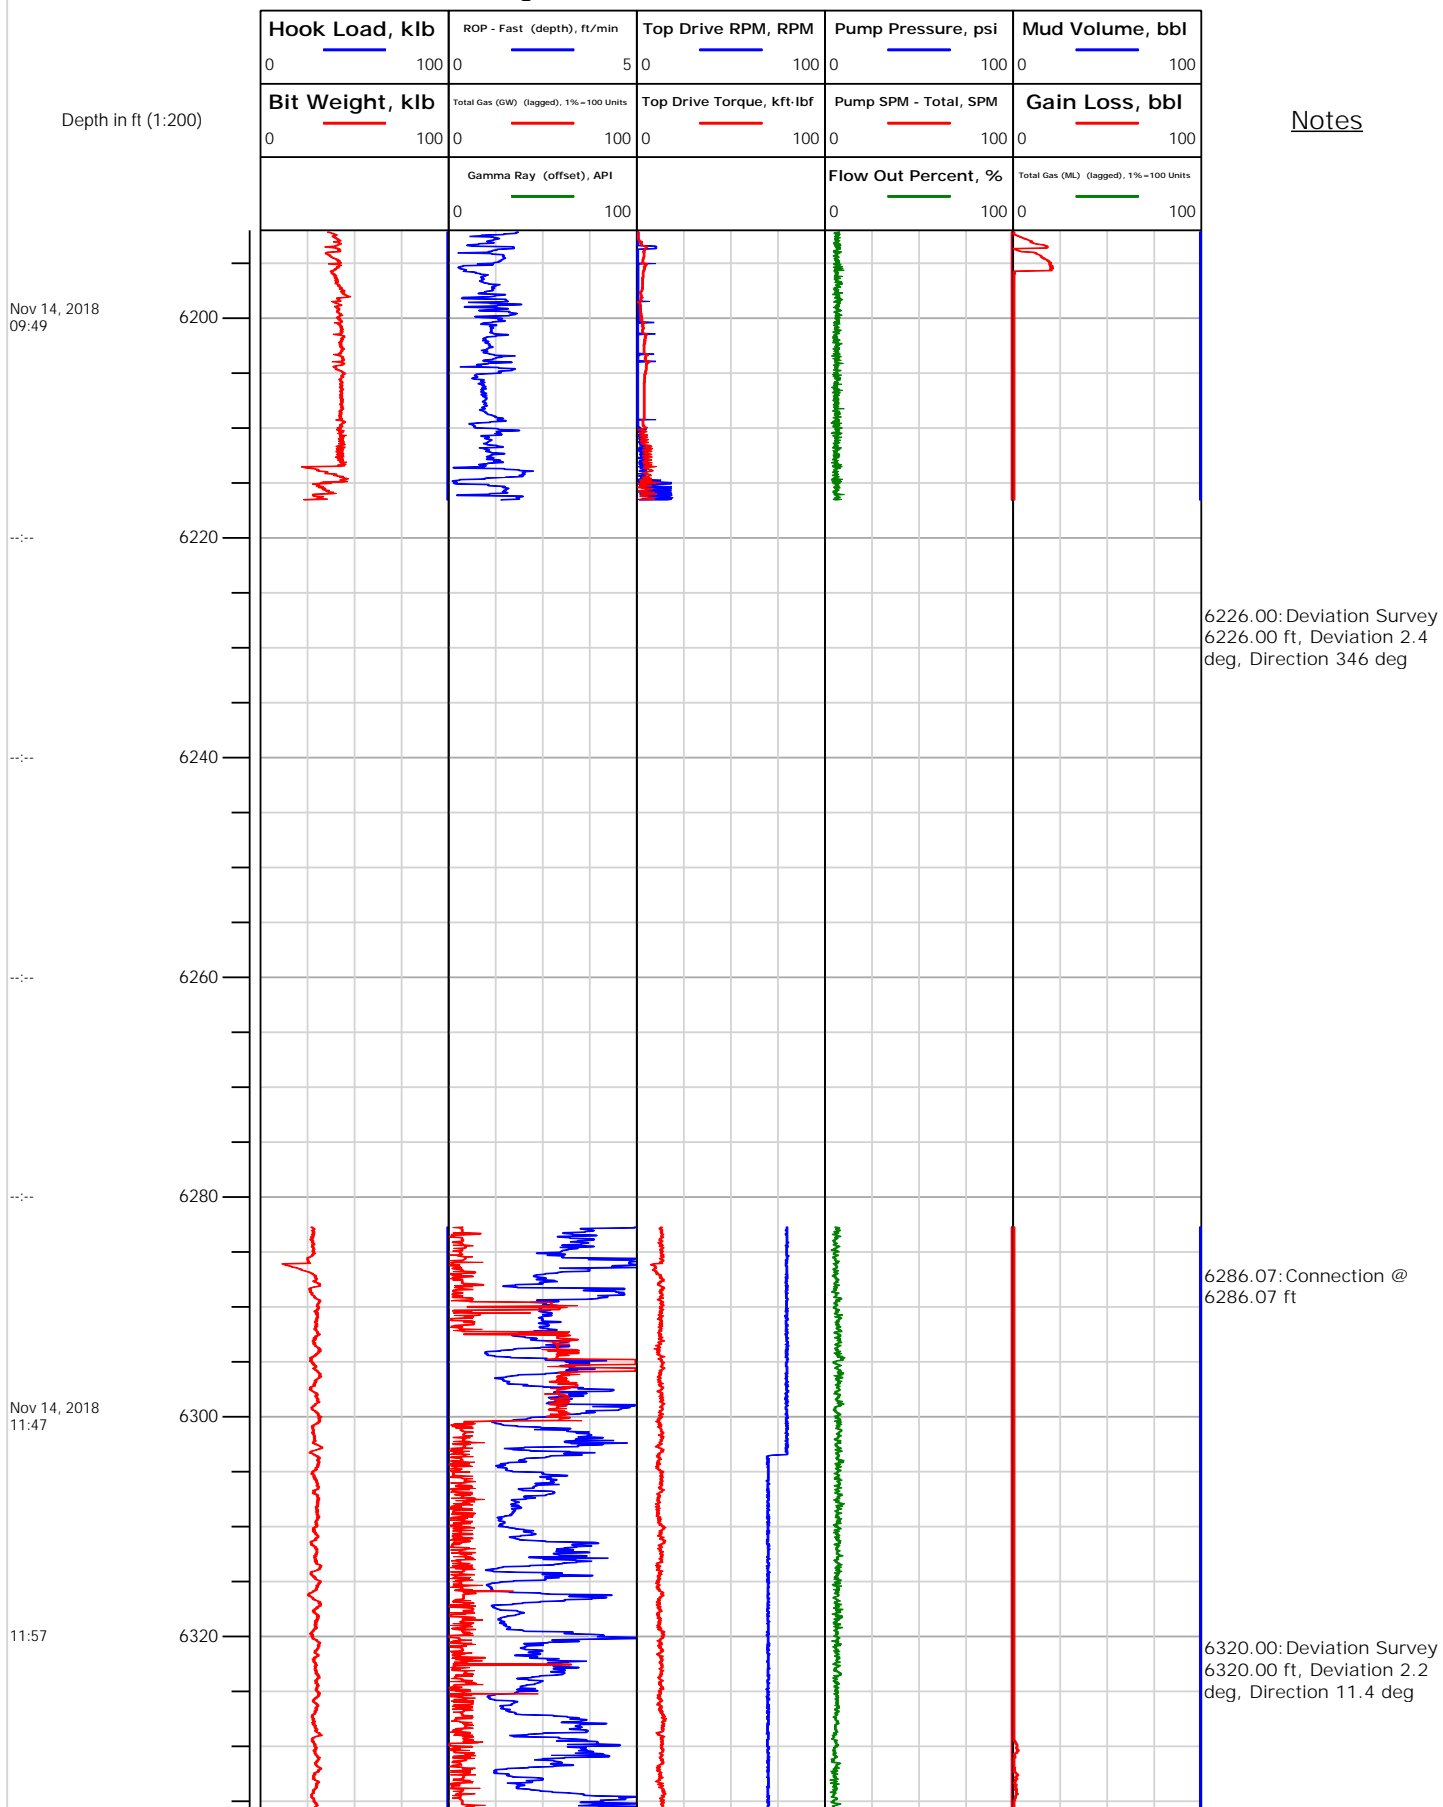 Hook Load, klb
0 100
ROP - Fast (depth), ft/min
0 5
Top Drive RPM, RPM
0 100
Pump Pressure, psi
0 100
Mud Volume, bbl
0 100
Depth in ft (1:200)
Bit Weight, klb
0 100
Total Gas (GW) (lagged), 1%=100 Units
0 100
Top Drive Torque, kft·lbf
0 100
Pump SPM - Total, SPM
0 100
Gain Loss, bbl
0 100
Notes
Gamma Ray (offset), API
0 100
Flow Out Percent, %
0 100
Total Gas (ML) (lagged), 1%=100 Units
0 100
Nov 14, 2018
09:49
6200
--:--
6220
6226.00:Deviation Survey
6226.00 ft, Deviation 2.4
deg, Direction 346 deg
--:--
6240
--:--
6260
--:--
6280
6286.07:Connection @
6286.07 ft
Nov 14, 2018
11:47
6300
11:57
6320
6320.00:Deviation Survey
6320.00 ft, Deviation 2.2
deg, Direction 11.4 deg